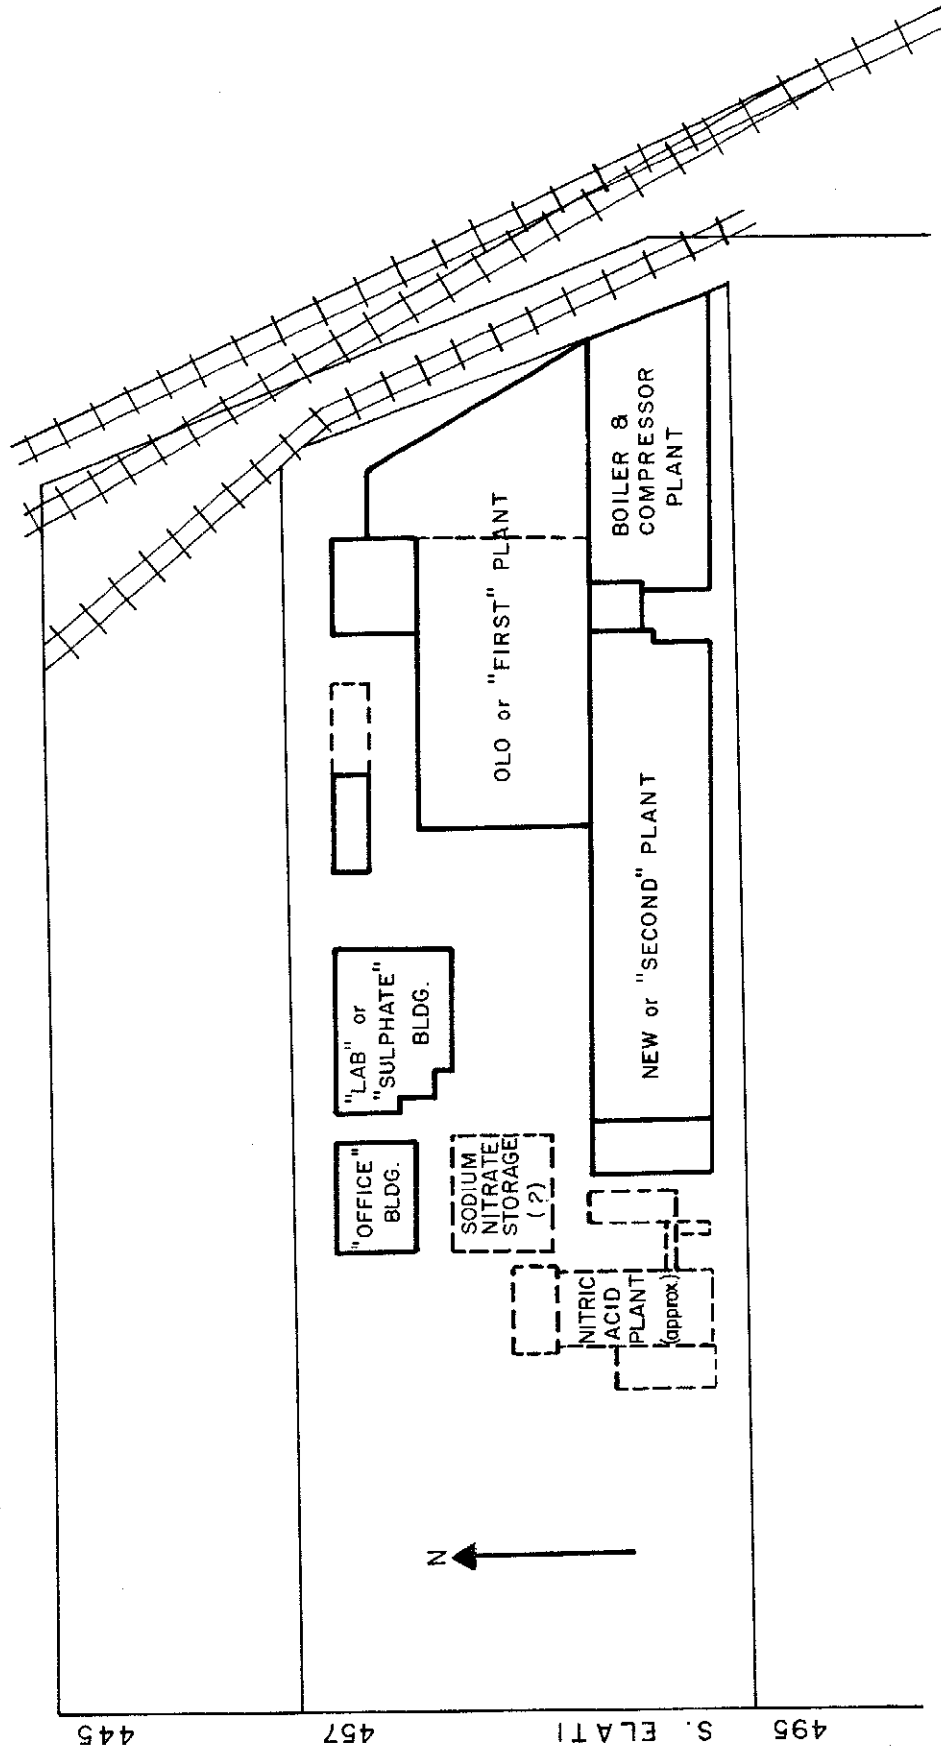 OLO or "FIRST" PLANT
BOILER &
COMPRESSOR
PLANT
NEW or "SECOND" PLANT
"LAB" or
"SULPHATE"
BLDG.
"OFFICE"
BLDG.
SODIUM
NITRATE
STORAGE
(?)
NITRIC
ACID
PLANT
(approx.)
N
445
457
S. ELATI
495